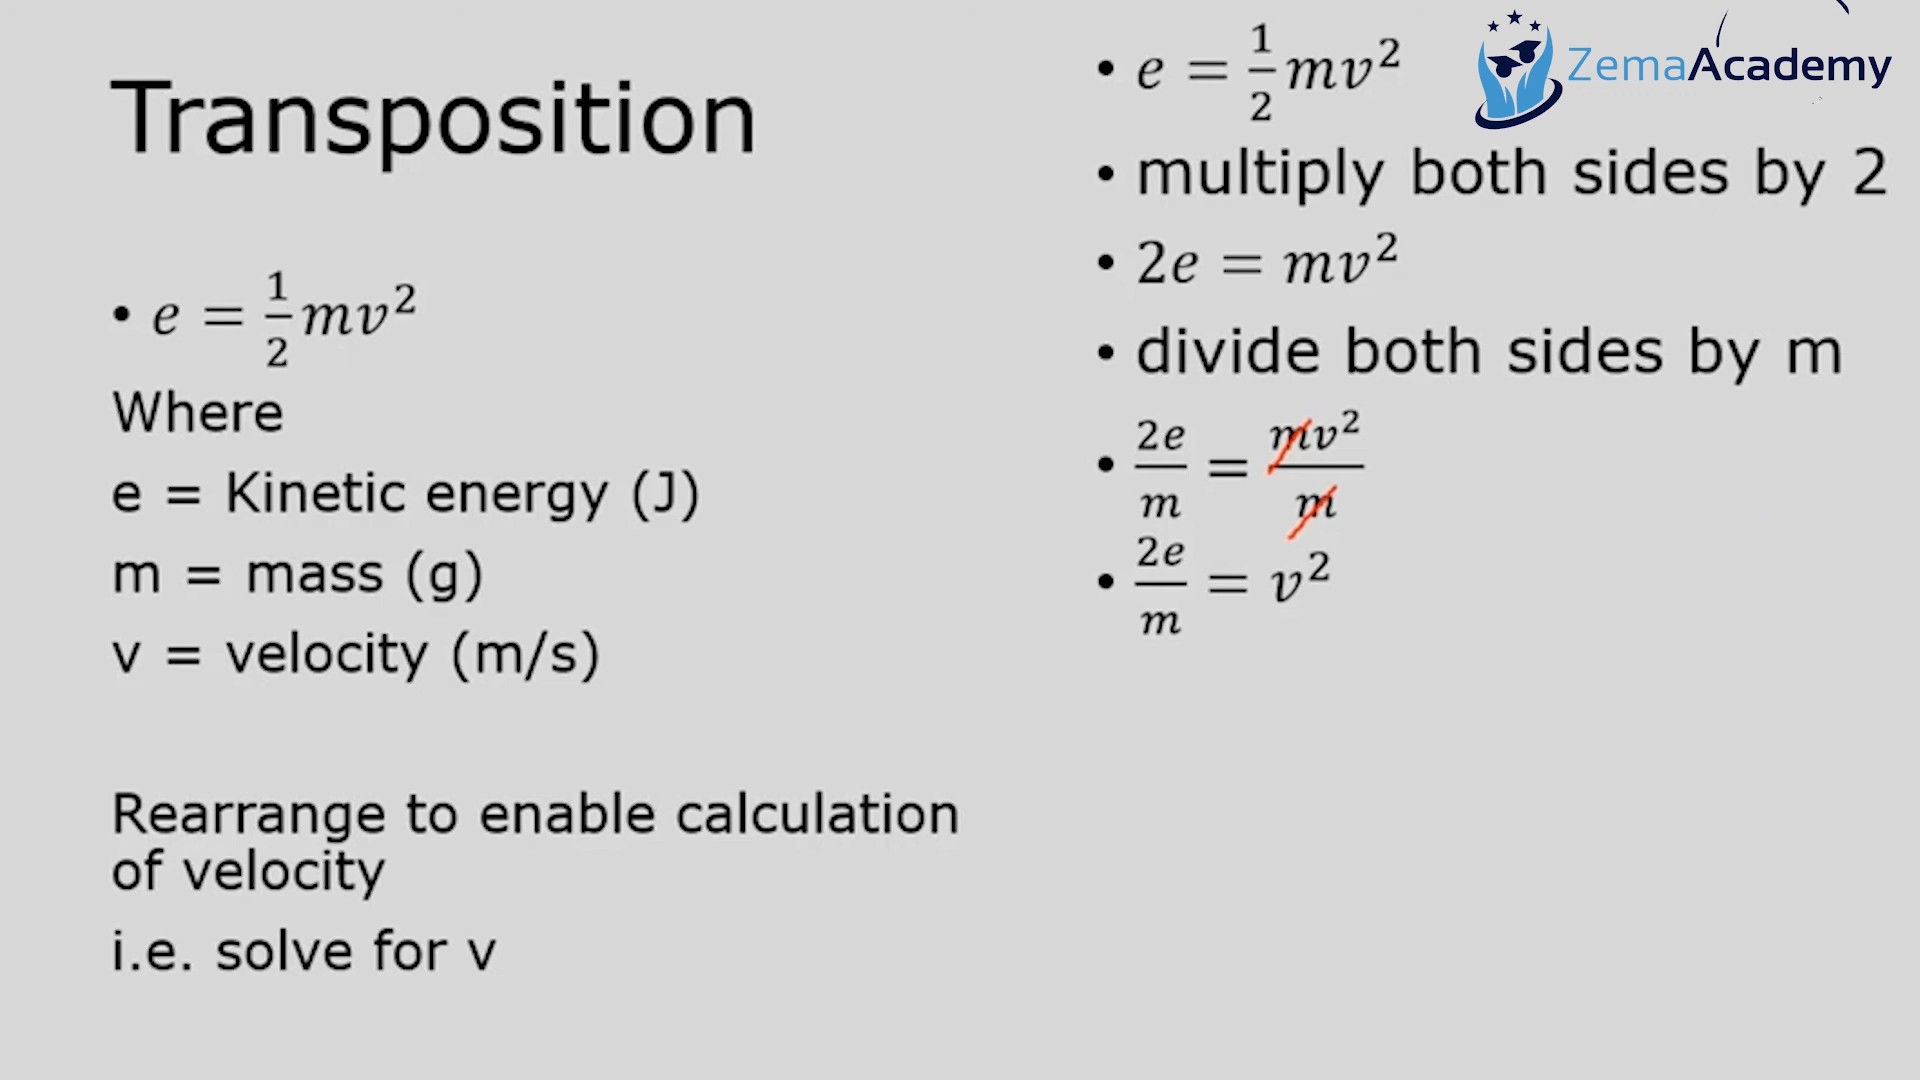 Transposition
• e = 1/2 mv²
Where
e = Kinetic energy (J)
m = mass (g)
v = velocity (m/s)
Rearrange to enable calculation
of velocity
i.e. solve for v
• e = 1/2 mv²
• multiply both sides by 2
• 2e = mv²
• divide both sides by m
• 2e/m = mv²/m
• 2e/m = v²
ZemaAcademy